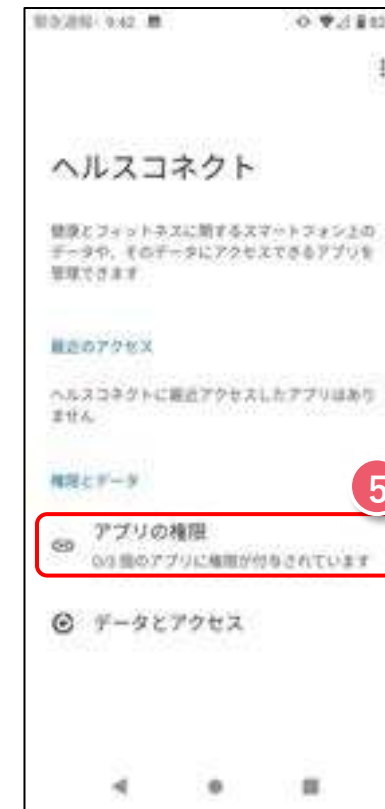 9:42
ヘルスコネクト
健康とフィットネスに関するスマートフォン上の
データや、そのデータにアクセスできるアプリを
管理できます
最近のアクセス
ヘルスコネクトに最近アクセスしたアプリはあり
ません
権限とデータ
5
アプリの権限
0/3 個のアプリに権限が付与されています
データとアクセス